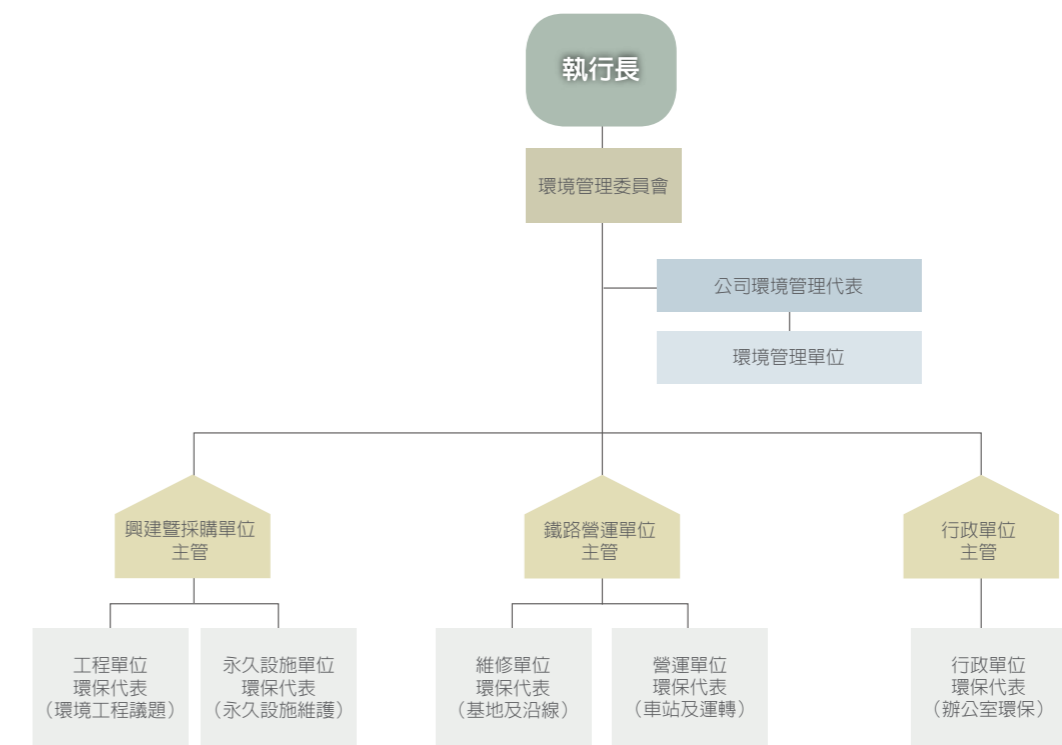 執行長
環境管理委員會
公司環境管理代表
環境管理單位
興建暨採購單位
主管
鐵路營運單位
主管
行政單位
主管
工程單位
環保代表
（環境工程議題）
永久設施單位
環保代表
（永久設施維護）
維修單位
環保代表
（基地及沿線）
營運單位
環保代表
（車站及運轉）
行政單位
環保代表
（辦公室環保）